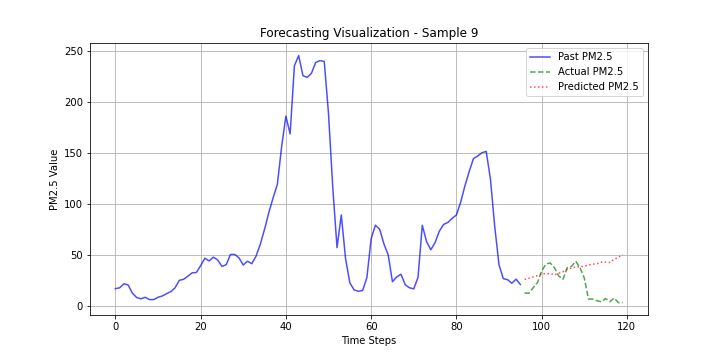 Forecasting Visualization - Sample 9
Past PM2.5
Actual PM2.5
Predicted PM2.5
PM2.5 Value
250
200
150
100
50
0
0 20 40 60 80 100 120
Time Steps